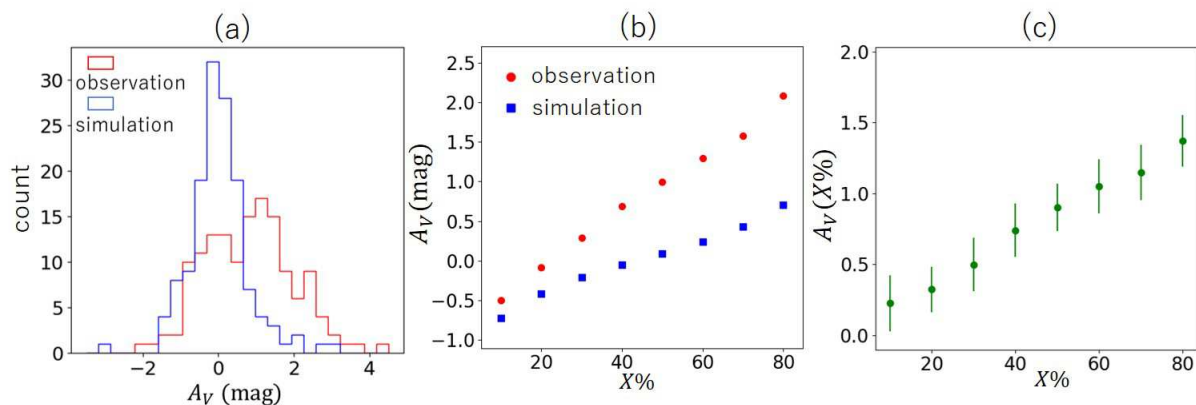 (a)
30
25
20
15
10
5
0
count
observation
simulation
−2
0
2
4
A_V (mag)
(b)
2.5
2.0
1.5
1.0
0.5
0.0
−0.5
−1.0
A_V(mag)
observation
simulation
20
40
60
80
X%
(c)
2.0
1.5
1.0
0.5
0.0
A_V(X%)
20
40
60
80
X%